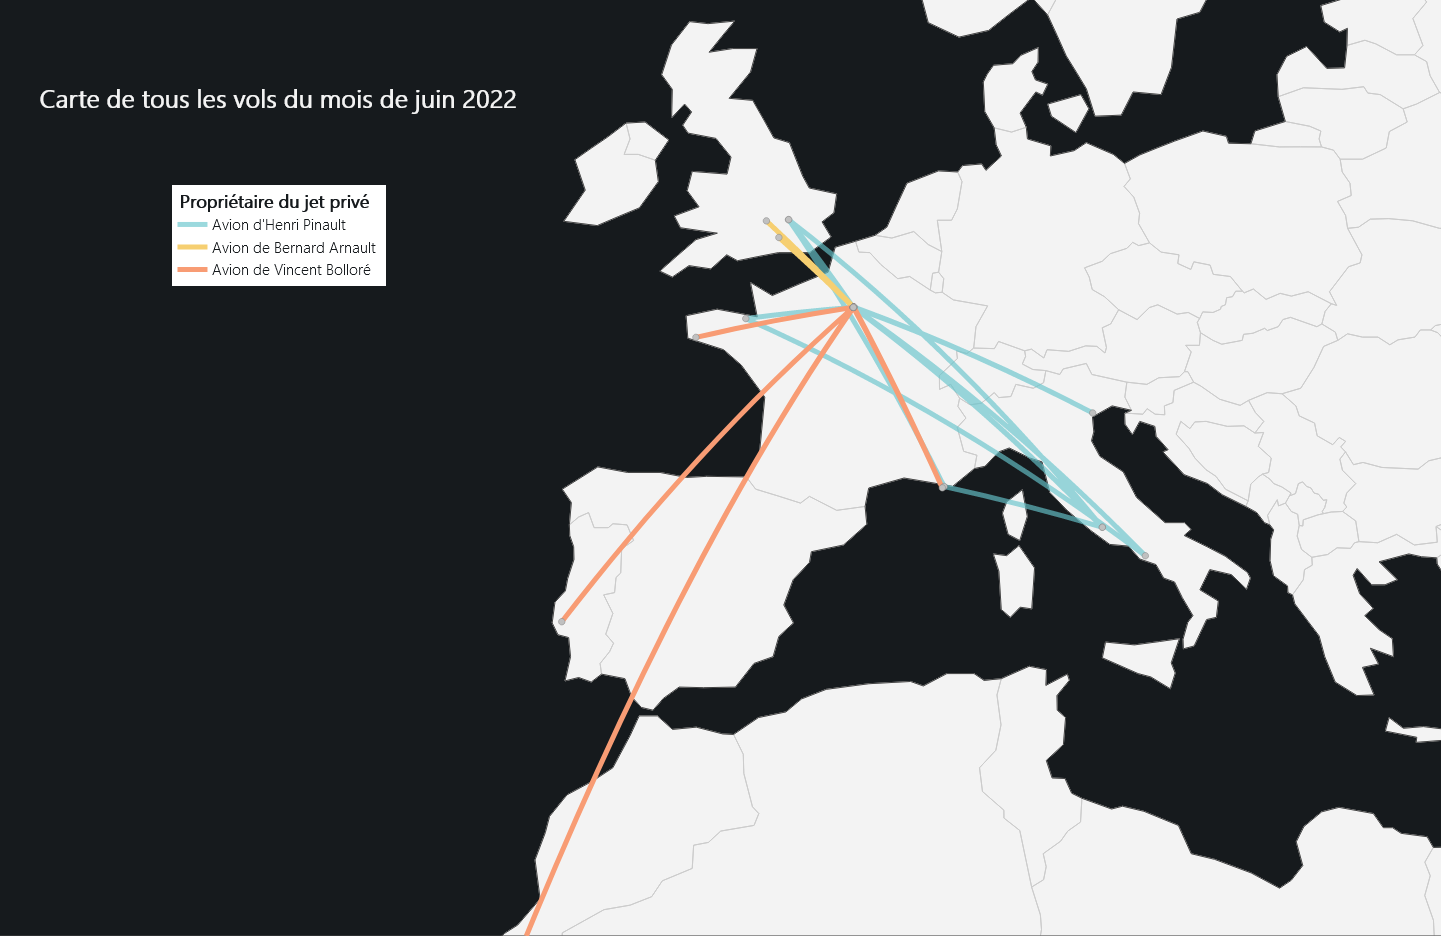 Carte de tous les vols du mois de juin 2022
Propriétaire du jet privé
Avion d'Henri Pinault
Avion de Bernard Arnault
Avion de Vincent Bolloré